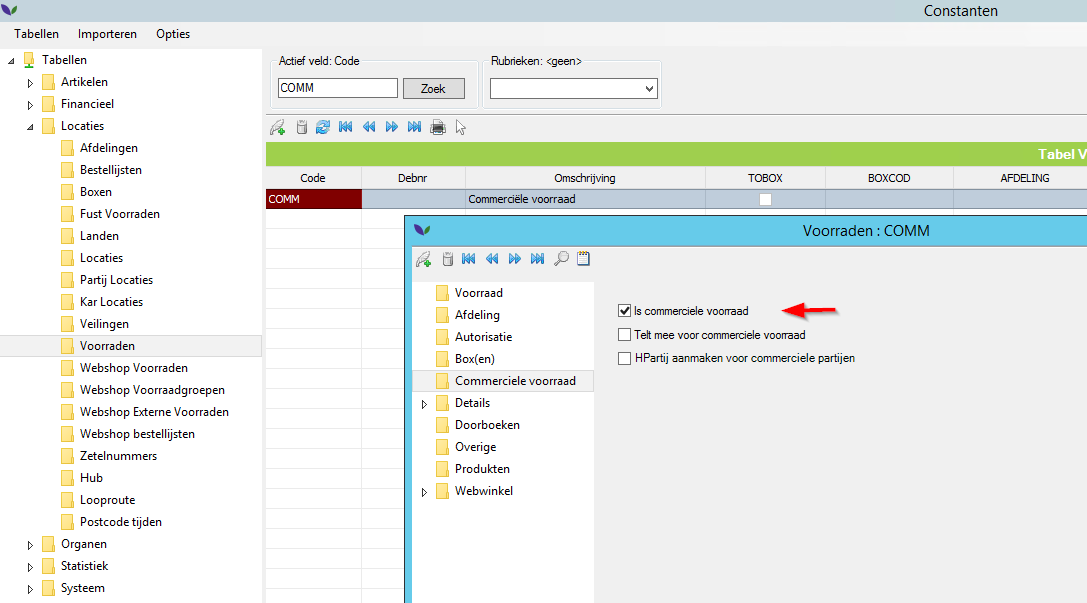 Constanten
Tabellen Importeren Opties
Tabellen
Artikelen
Financieel
Locaties
Afdelingen
Bestellijsten
Boxen
Fust Voorraden
Landen
Locaties
Partij Locaties
Kar Locaties
Veilingen
Voorraden
Webshop Voorraden
Webshop Voorraadgroepen
Webshop Externe Voorraden
Webshop bestellijsten
Zetelnummers
Hub
Looproute
Postcode tijden
Organen
Statistiek
Systeem
Actief veld: Code
COMM
Zoek
Rubrieken: <geen>
Tabel V
Code Debnr Omschrijving TOBOX BOXCOD AFDELING
COMM Commerciële voorraad
Voorraden : COMM
Voorraad
Afdeling
Autorisatie
Box(en)
Commerciele voorraad
Details
Doorboeken
Overige
Produkten
Webwinkel
Is commerciele voorraad
Telt mee voor commerciele voorraad
HPartij aanmaken voor commerciele partijen